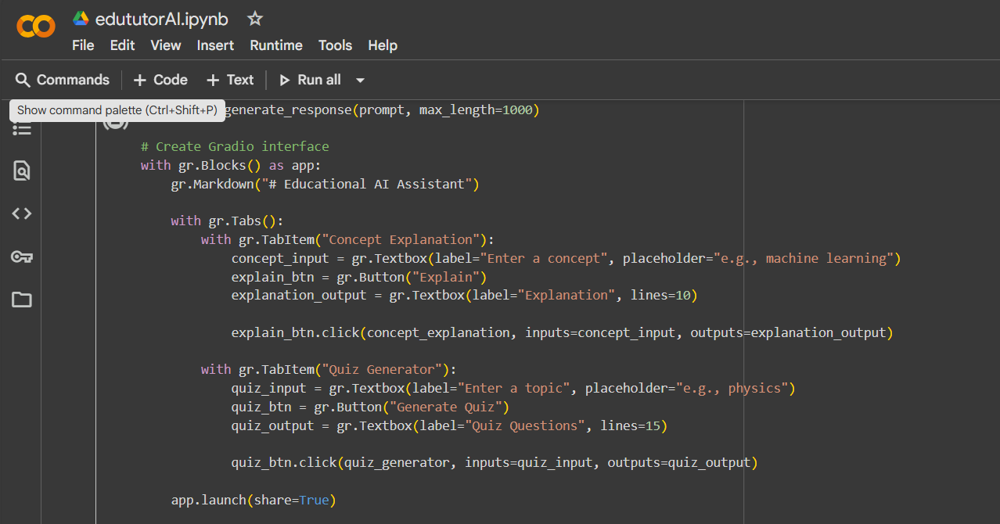 edututorAI.ipynb
File Edit View Insert Runtime Tools Help
Commands + Code + Text Run all
Show command palette (Ctrl+Shift+P)
generate_response(prompt, max_length=1000)
# Create Gradio interface
with gr.Blocks() as app:
gr.Markdown("# Educational AI Assistant")
with gr.Tabs():
with gr.TabItem("Concept Explanation"):
concept_input = gr.Textbox(label="Enter a concept", placeholder="e.g., machine learning")
explain_btn = gr.Button("Explain")
explanation_output = gr.Textbox(label="Explanation", lines=10)
explain_btn.click(concept_explanation, inputs=concept_input, outputs=explanation_output)
with gr.TabItem("Quiz Generator"):
quiz_input = gr.Textbox(label="Enter a topic", placeholder="e.g., physics")
quiz_btn = gr.Button("Generate Quiz")
quiz_output = gr.Textbox(label="Quiz Questions", lines=15)
quiz_btn.click(quiz_generator, inputs=quiz_input, outputs=quiz_output)
app.launch(share=True)